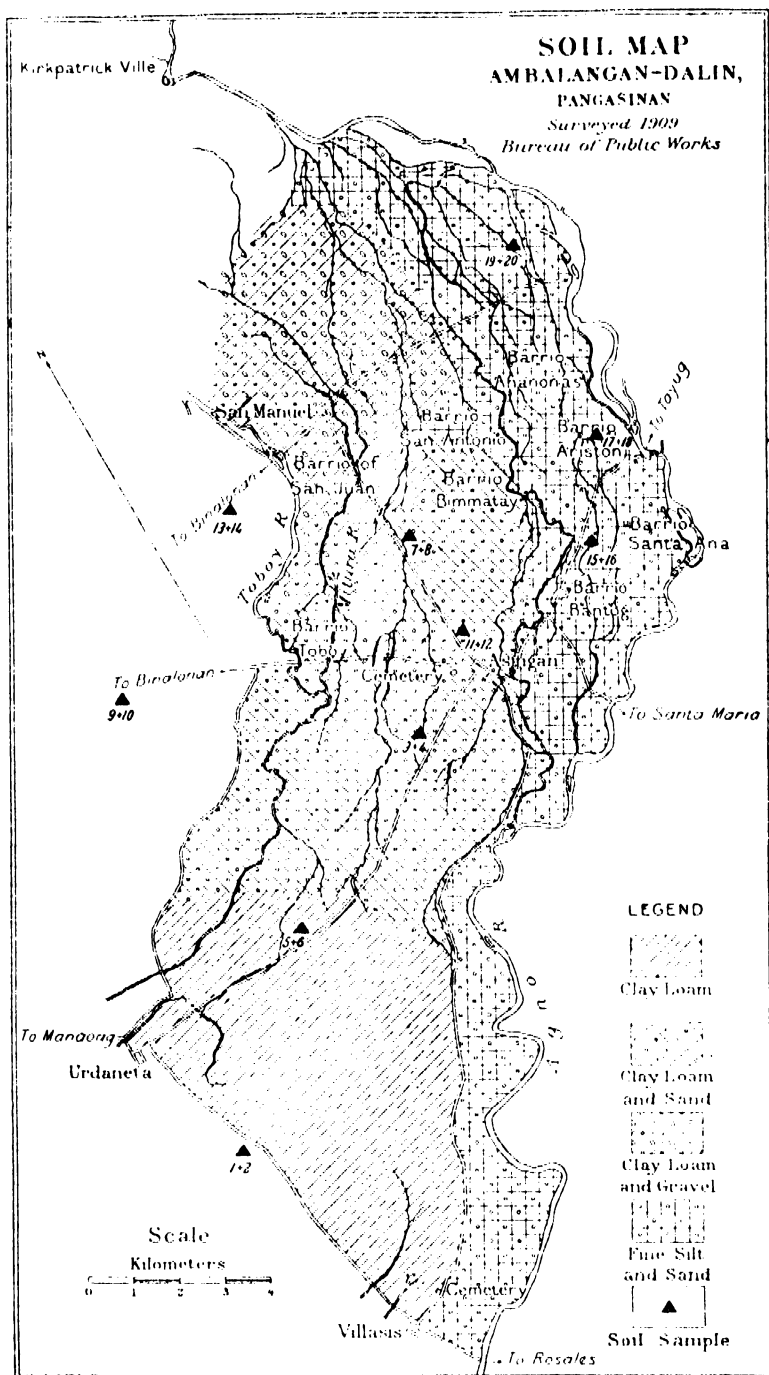 SOIL MAP
AMBALANGAN-DALIN,
PANGASINAN
Surveyed 1909
Bureau of Public Works
Kirkpatrick Ville
N
19+20
Barrio
Ananonas
To Tayug
San Manuel
Barrio
San Antonio
Barrio
Ariston
17+18
Barrio of
San Juan
Barrio
Bimmatay
To Binalonan
13+14
Toboy R
Mitura R
7+8
15+16
Barrio
Santa Ana
Barrio
Bantog
Barrio
Tobo
11+12
Asingan
To Binalonan
Cemetery
9+10
To Santa Maria
3+4
5+6
Agno R
To Manaoag
Urdaneta
1+2
Scale
Kilometers
0 1 2 3 4
Villasis
Cemetery
To Rosales
LEGEND
Clay Loam
Clay Loam
and Sand
Clay Loam
and Gravel
Fine Silt
and Sand
Soil Sample